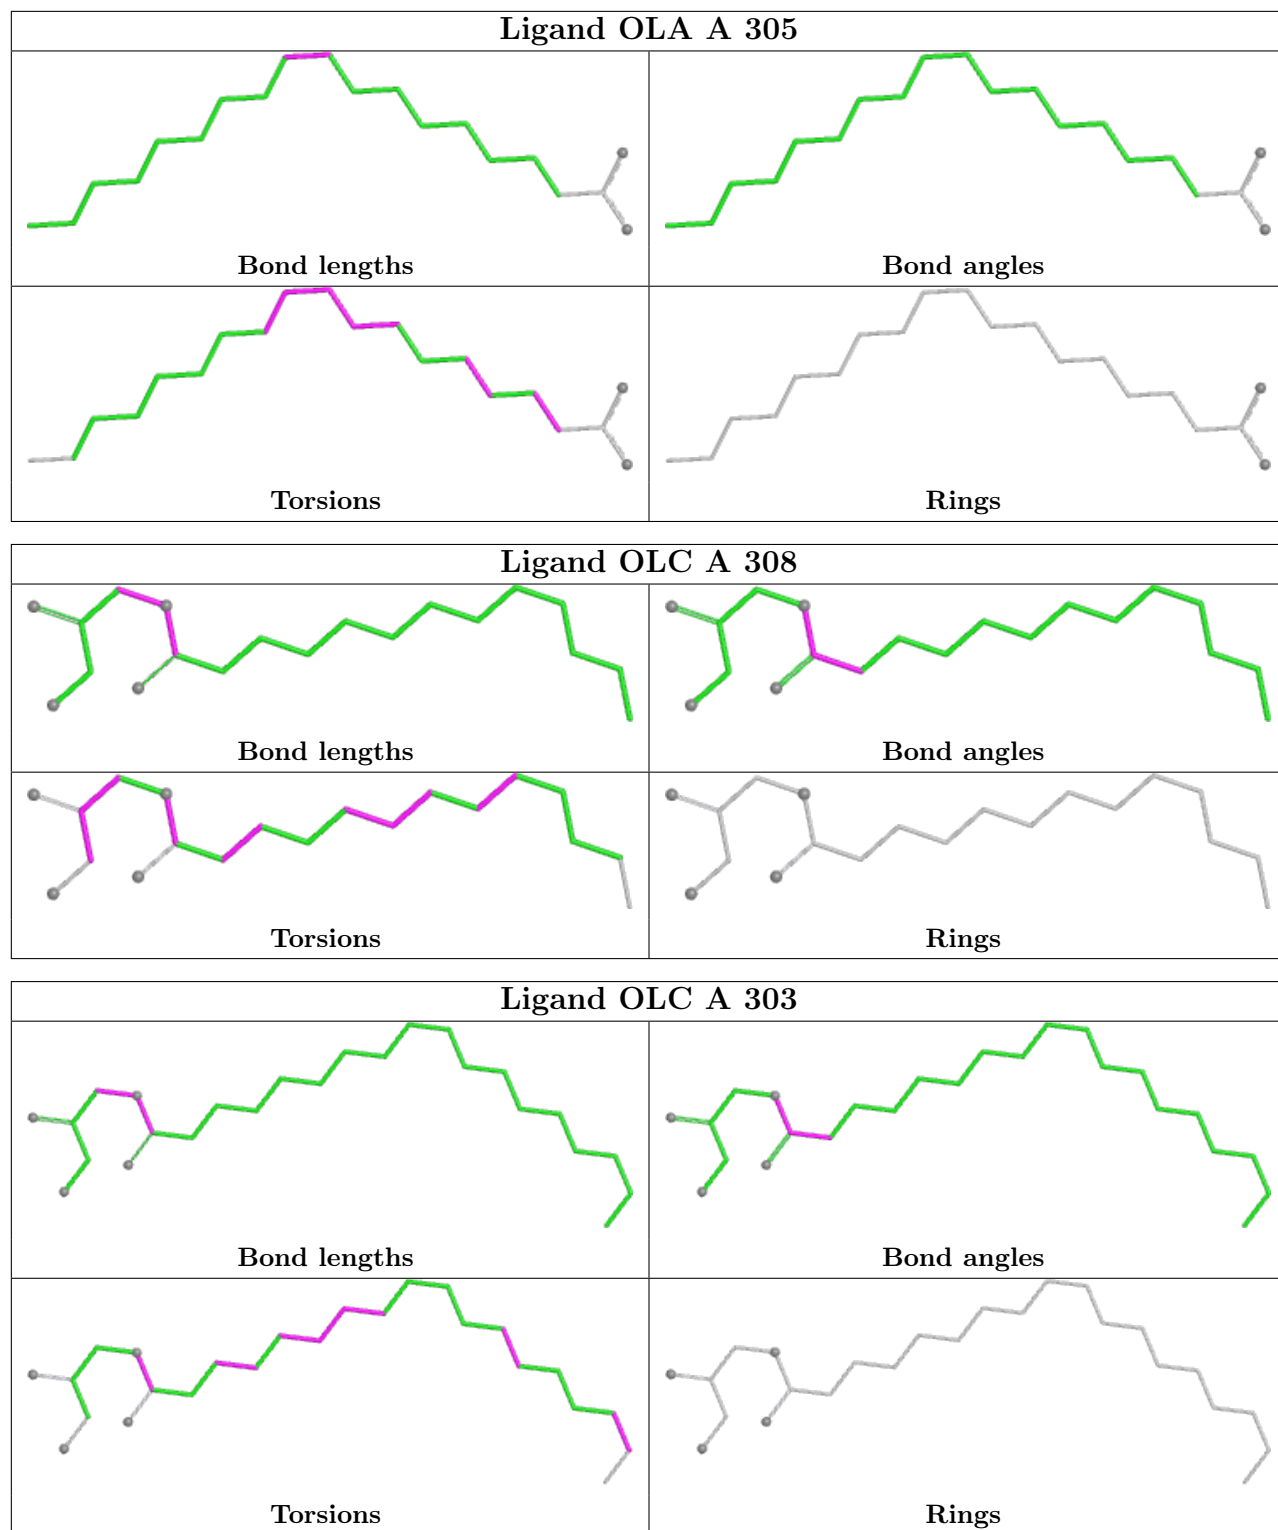 Ligand OLA A 305
Bond lengths
Bond angles
Torsions
Rings
Ligand OLC A 308
Bond lengths
Bond angles
Torsions
Rings
Ligand OLC A 303
Bond lengths
Bond angles
Torsions
Rings